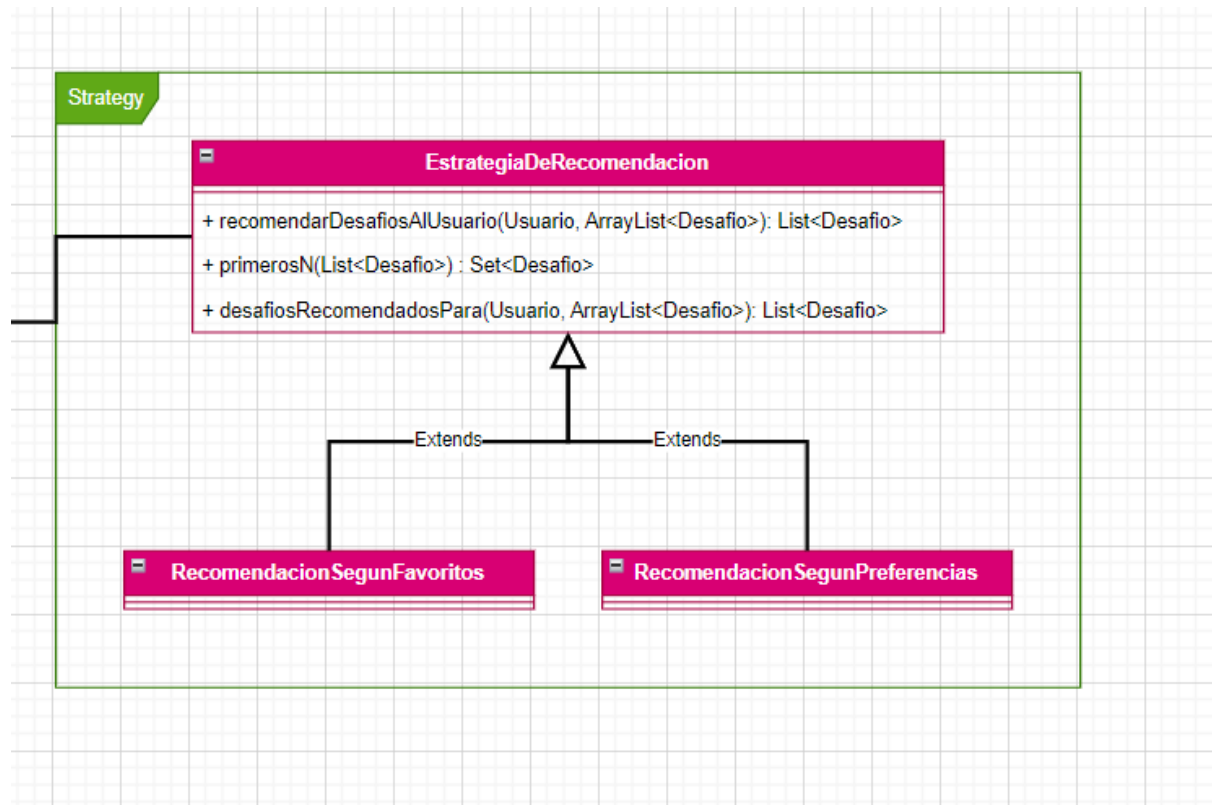 Strategy
EstrategiaDeRecomendacion
+ recomendarDesafiosAlUsuario(Usuario, ArrayList<Desafio>): List<Desafio>
+ primerosN(List<Desafio>) : Set<Desafio>
+ desafiosRecomendadosPara(Usuario, ArrayList<Desafio>): List<Desafio>
Extends
Extends
RecomendacionSegunFavoritos
RecomendacionSegunPreferencias